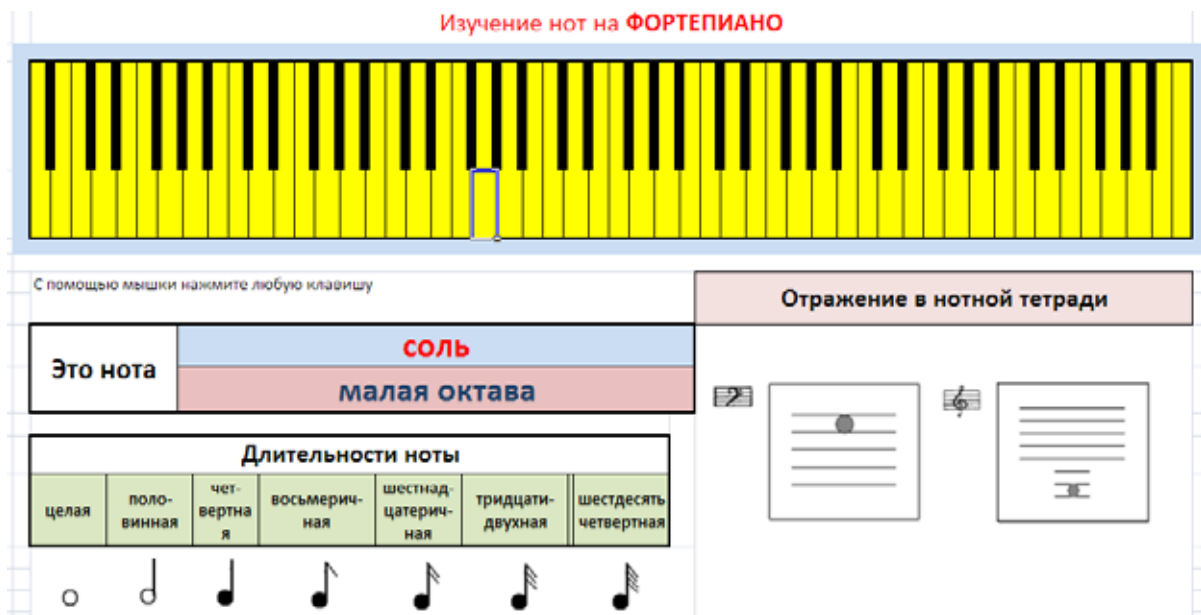 Изучение нот на ФОРТЕПИАНО
С помощью мышки нажмите любую клавишу
Отражение в нотной тетради
Это нота
соль
малая октава
Длительности ноты
целая
поло-
винная
чет-
вертна
я
восьмерич-
ная
шестнад-
цатерич-
ная
тридцати-
двухная
шестдесять
четвертная